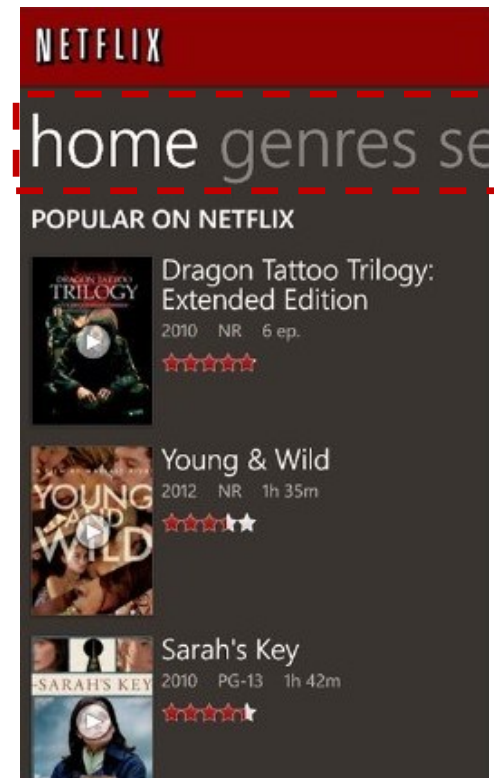 NETFLIX
home genres se
POPULAR ON NETFLIX
DRAGON TATTOO
TRILOGY
Dragon Tattoo Trilogy:
Extended Edition
2010 NR 6 ep.
YOUNG
AND
WILD
Young & Wild
2012 NR 1h 35m
SARAH'S KEY
Sarah's Key
2010 PG-13 1h 42m